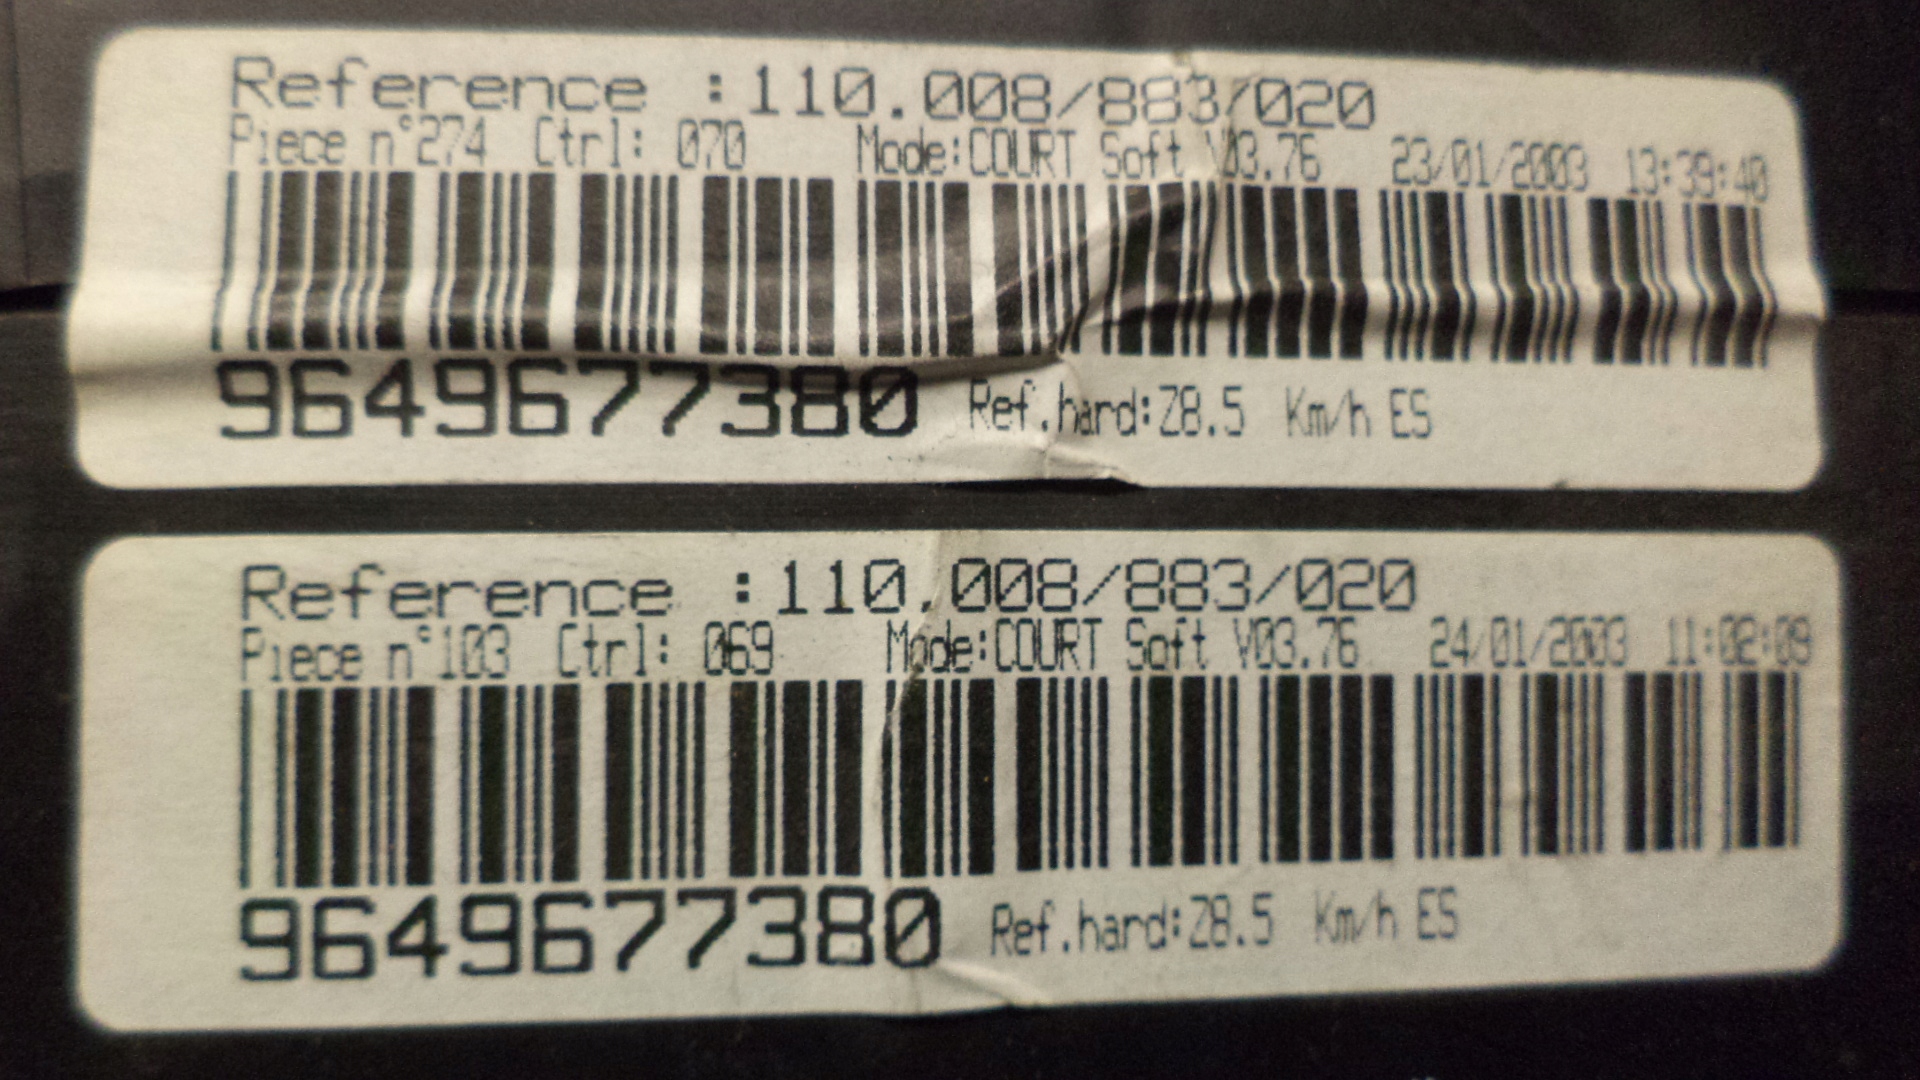 Reference :110.008/883/020
Piece n°274 Ctrl: 070 Mode:COURT Soft V03.76 23/01/2003 13:39:40
9649677380 Ref.hard:Z8.5 Km/h ES
Reference :110.008/883/020
Piece n°103 Ctrl: 069 Mode:COURT Soft V03.76 24/01/2003 11:02:09
9649677380 Ref.hard:Z8.5 Km/h ES